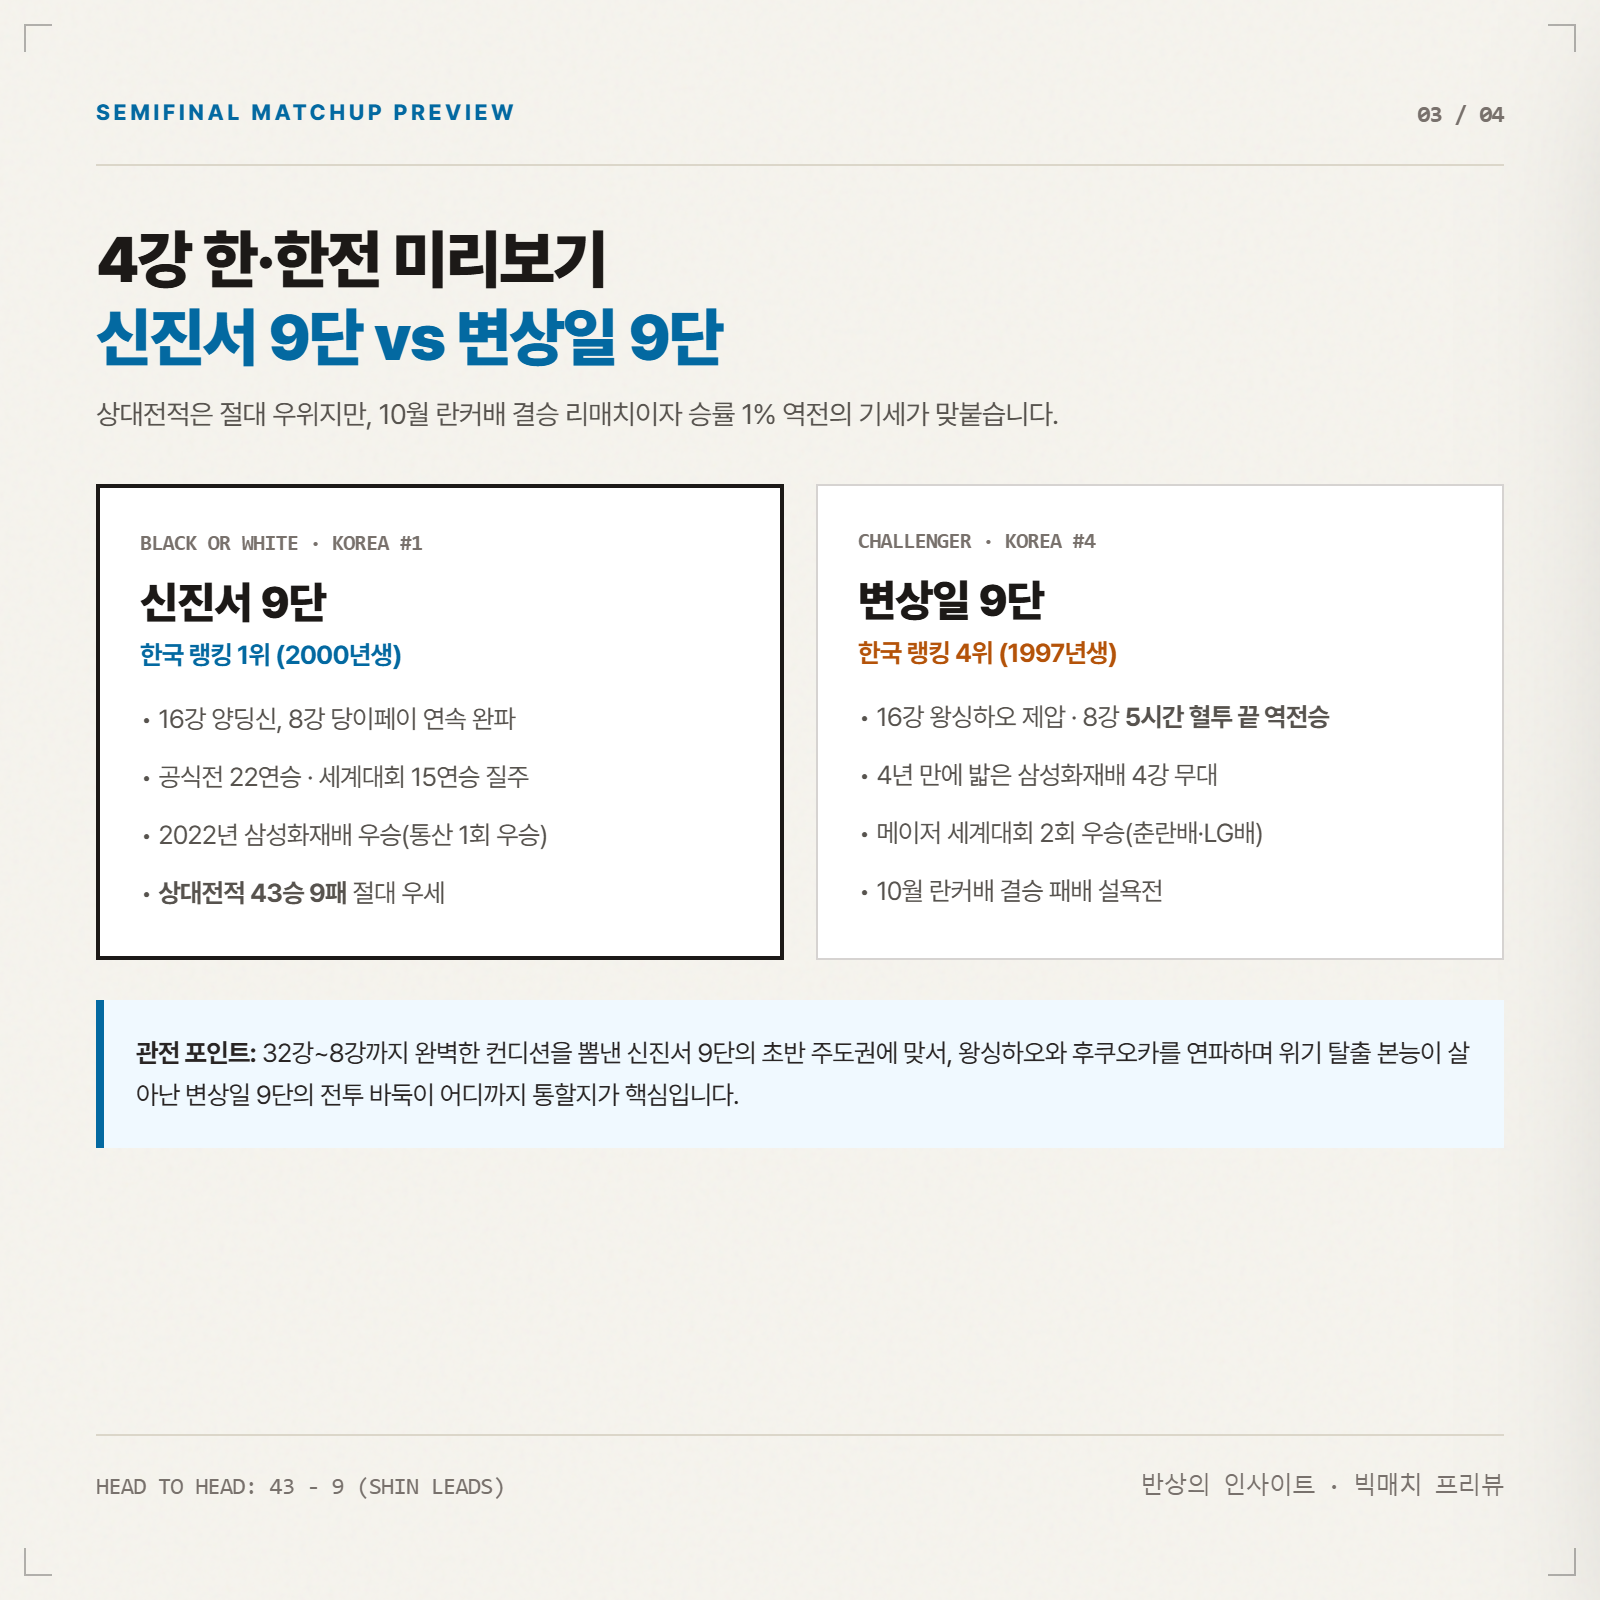 SEMIFINAL MATCHUP PREVIEW
03 / 04
4강 한·한전 미리보기
신진서 9단 vs 변상일 9단
상대전적은 절대 우위지만, 10월 란커배 결승 리매치이자 승률 1% 역전의 기세가 맞붙습니다.
BLACK OR WHITE · KOREA #1
신진서 9단
한국 랭킹 1위 (2000년생)
• 16강 양딩신, 8강 당이페이 연속 완파
• 공식전 22연승 · 세계대회 15연승 질주
• 2022년 삼성화재배 우승(통산 1회 우승)
• 상대전적 43승 9패 절대 우세
CHALLENGER · KOREA #4
변상일 9단
한국 랭킹 4위 (1997년생)
• 16강 왕싱하오 제압 · 8강 5시간 혈투 끝 역전승
• 4년 만에 밟은 삼성화재배 4강 무대
• 메이저 세계대회 2회 우승(춘란배·LG배)
• 10월 란커배 결승 패배 설욕전
관전 포인트: 32강~8강까지 완벽한 컨디션을 뽐낸 신진서 9단의 초반 주도권에 맞서, 왕싱하오와 후쿠오카를 연파하며 위기 탈출 본능이 살
아난 변상일 9단의 전투 바둑이 어디까지 통할지가 핵심입니다.
HEAD TO HEAD: 43 - 9 (SHIN LEADS)
반상의 인사이트 · 빅매치 프리뷰